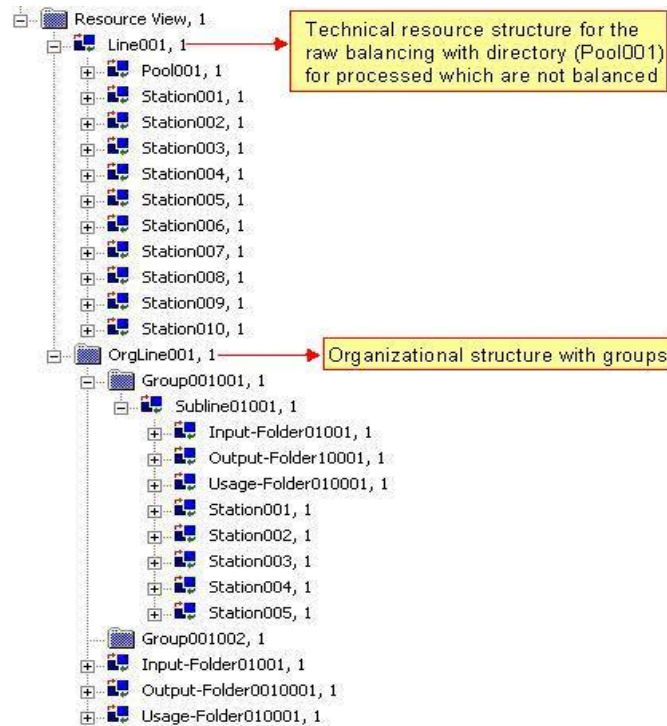 Resource View, 1
Line001, 1
Technical resource structure for the
raw balancing with directory (Pool001)
for processed which are not balanced
Pool001, 1
Station001, 1
Station002, 1
Station003, 1
Station004, 1
Station005, 1
Station006, 1
Station007, 1
Station008, 1
Station009, 1
Station010, 1
OrgLine001, 1
Organizational structure with groups
Group001001, 1
Subline01001, 1
Input-Folder01001, 1
Output-Folder10001, 1
Usage-Folder010001, 1
Station001, 1
Station002, 1
Station003, 1
Station004, 1
Station005, 1
Group001002, 1
Input-Folder01001, 1
Output-Folder0010001, 1
Usage-Folder010001, 1